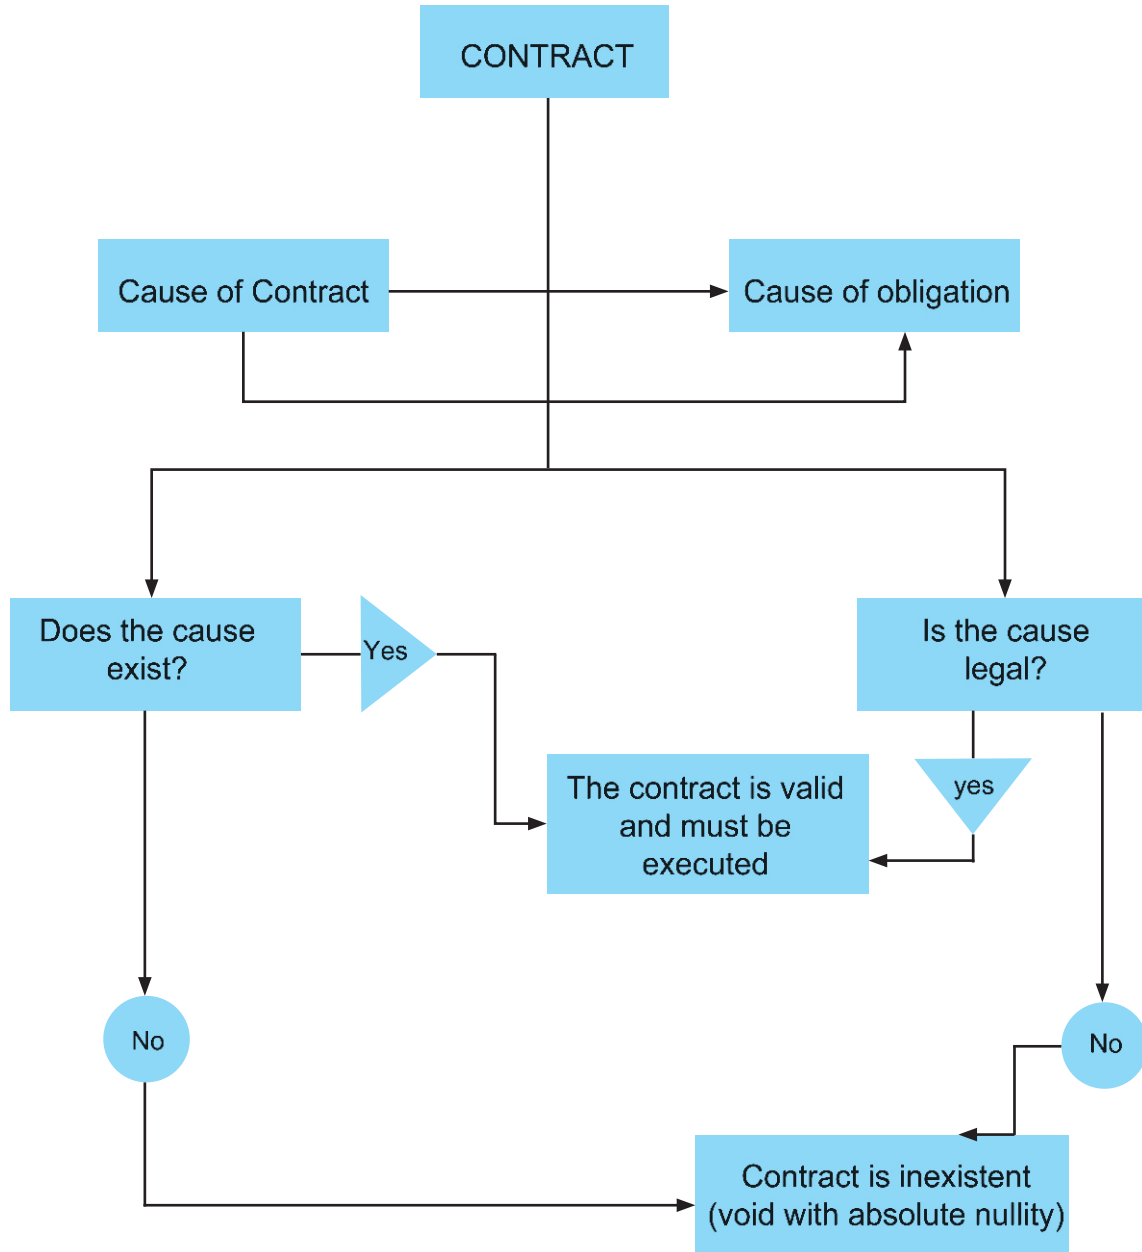 CONTRACT
Cause of Contract
Cause of obligation
Does the cause
exist?
Yes
Is the cause
legal?
yes
The contract is valid
and must be
executed
No
No
Contract is inexistent
(void with absolute nullity)